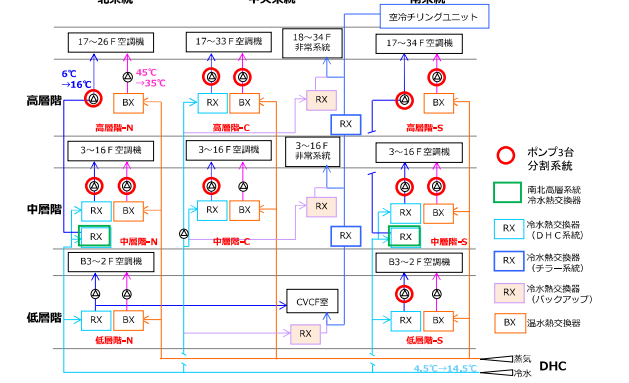 北系統
中央系統
南系統
空冷チリングユニット
17～26Ｆ空調機
17～33Ｆ空調機
18～34Ｆ
非常系統
17～34Ｆ空調機
6℃
→16℃
45℃
→35℃
高層階
BX
RX
BX
RX
RX
BX
高層階-N
高層階-C
高層階-S
3～16Ｆ空調機
3～16Ｆ空調機
3～16Ｆ
非常系統
3～16Ｆ空調機
中層階
RX
BX
RX
BX
RX
RX
BX
RX
RX
RX
中層階-N
中層階-C
中層階-S
B3～2Ｆ空調機
B3～2Ｆ空調機
CVCF室
低層階
RX
BX
RX
RX
BX
低層階-N
低層階-S
4.5℃→14.5℃
蒸気
冷水
DHC
ポンプ3台
分割系統
RX
南北高層系統
冷水熱交換器
RX
冷水熱交換器
（ＤＨＣ系統）
RX
冷水熱交換器
（チラー系統）
RX
冷水熱交換器
（バックアップ）
BX
温水熱交換器